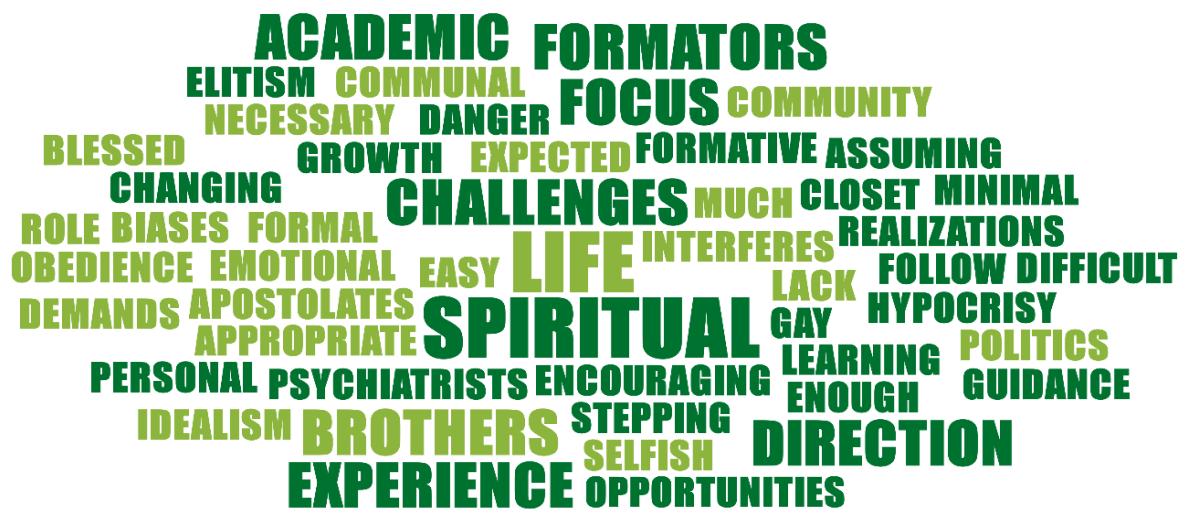 ACADEMIC FORMATORS
ELITISM COMMUNAL FOCUS COMMUNITY
NECESSARY DANGER
BLESSED GROWTH EXPECTED FORMATIVE ASSUMING
CHANGING CHALLENGES MUCH CLOSET MINIMAL
ROLE BIASES FORMAL LIFE INTERFERES REALIZATIONS
OBEDIENCE EMOTIONAL EASY LACK FOLLOW DIFFICULT
DEMANDS APOSTOLATES SPIRITUAL GAY HYPOCRISY
APPROPRIATE LEARNING POLITICS
PERSONAL PSYCHIATRISTS ENCOURAGING ENOUGH GUIDANCE
IDEALISM BROTHERS STEPPING DIRECTION
SELFISH
EXPERIENCE OPPORTUNITIES